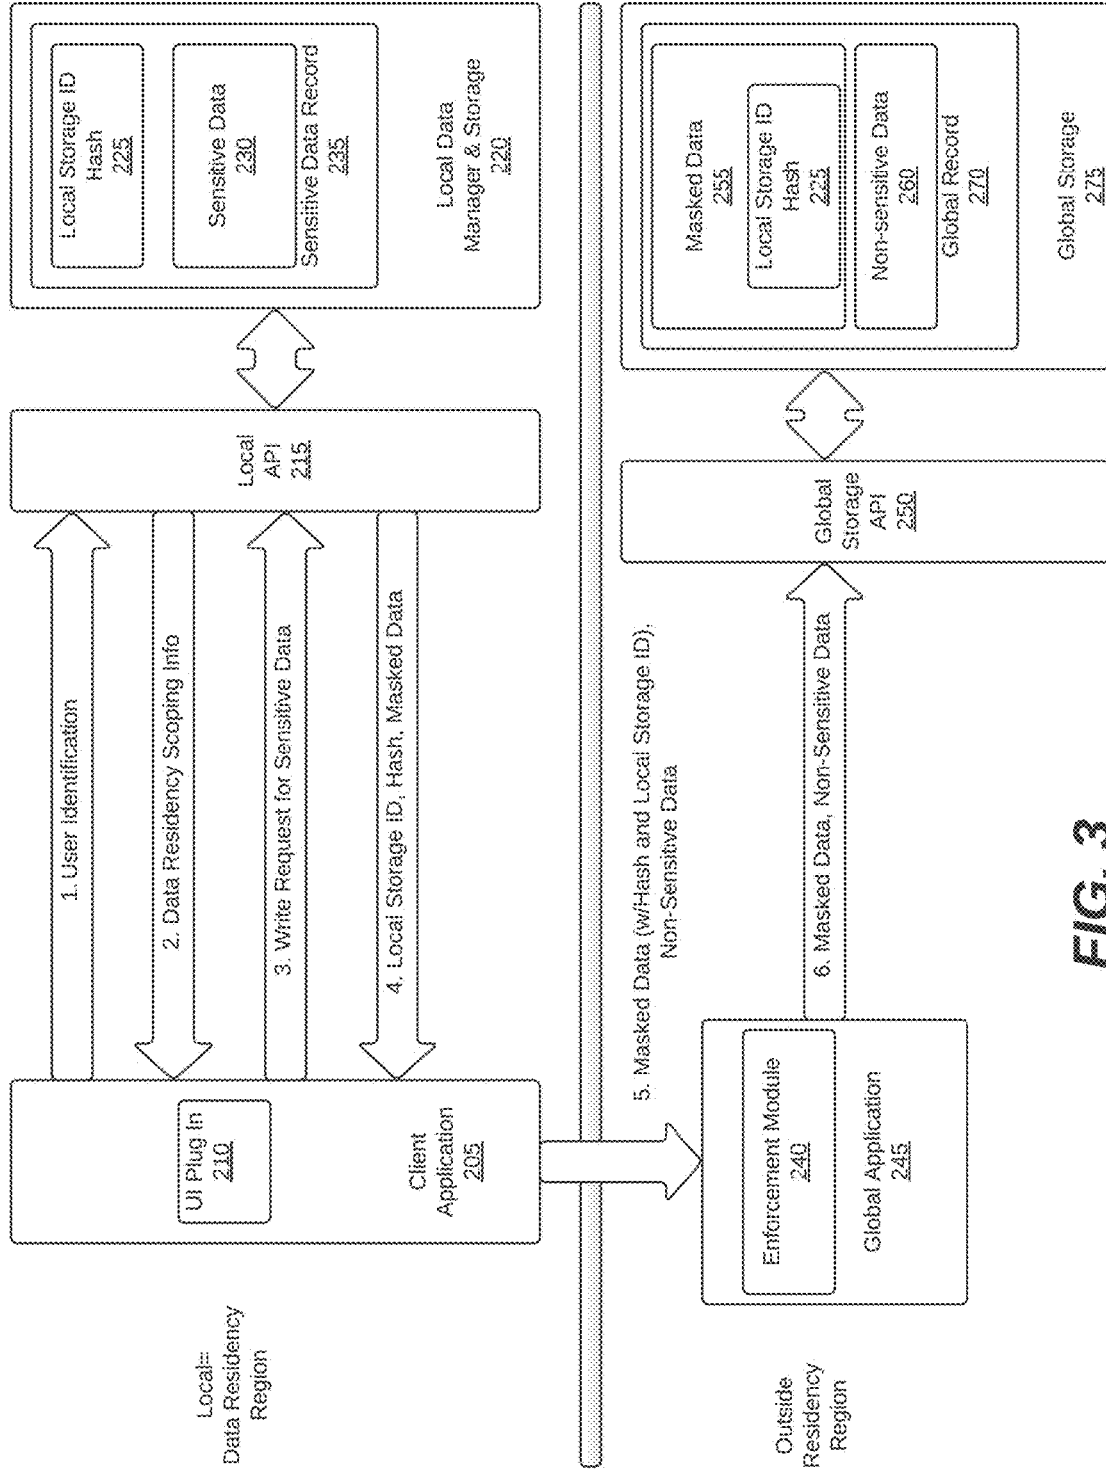 Local=
Data Residency
Region
UI Plug In
210
Client
Application
205
1. User Identification
2. Data Residency Scoping Info
3. Write Request for Sensitive Data
4. Local Storage ID, Hash, Masked Data
Local
API
215
Local Storage ID
Hash
225
Sensitive Data
230
Sensitive Data Record
235
Local Data
Manager & Storage
220
5. Masked Data (w/Hash and Local Storage ID),
Non-Sensitive Data
Outside
Residency
Region
Enforcement Module
240
Global Application
245
6. Masked Data, Non-Sensitive Data
Global
Storage
API
250
Masked Data
255
Local Storage ID
Hash
225
Non-sensitive Data
260
Global Record
270
Global Storage
275
FIG. 3